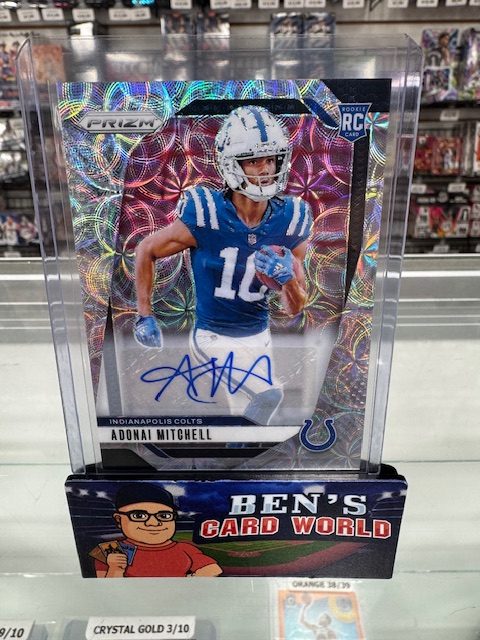 PRIZM
ROOKIE
RC
CARD
10
INDIANAPOLIS COLTS
ADONAI MITCHELL
BEN'S
CARD WORLD
ORANGE 38/39
9/10
CRYSTAL GOLD 3/10